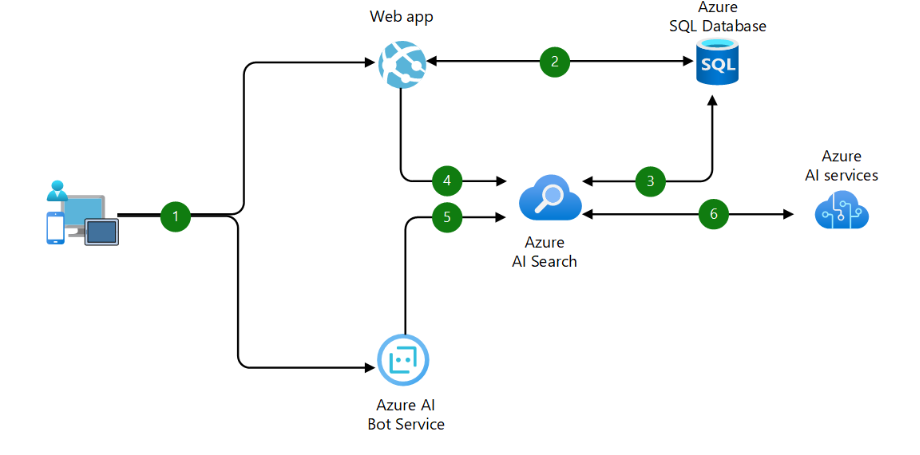 Web app
Azure
SQL Database
SQL
2
Azure
AI services
4
3
1
5
6
Azure
AI Search
Azure AI
Bot Service